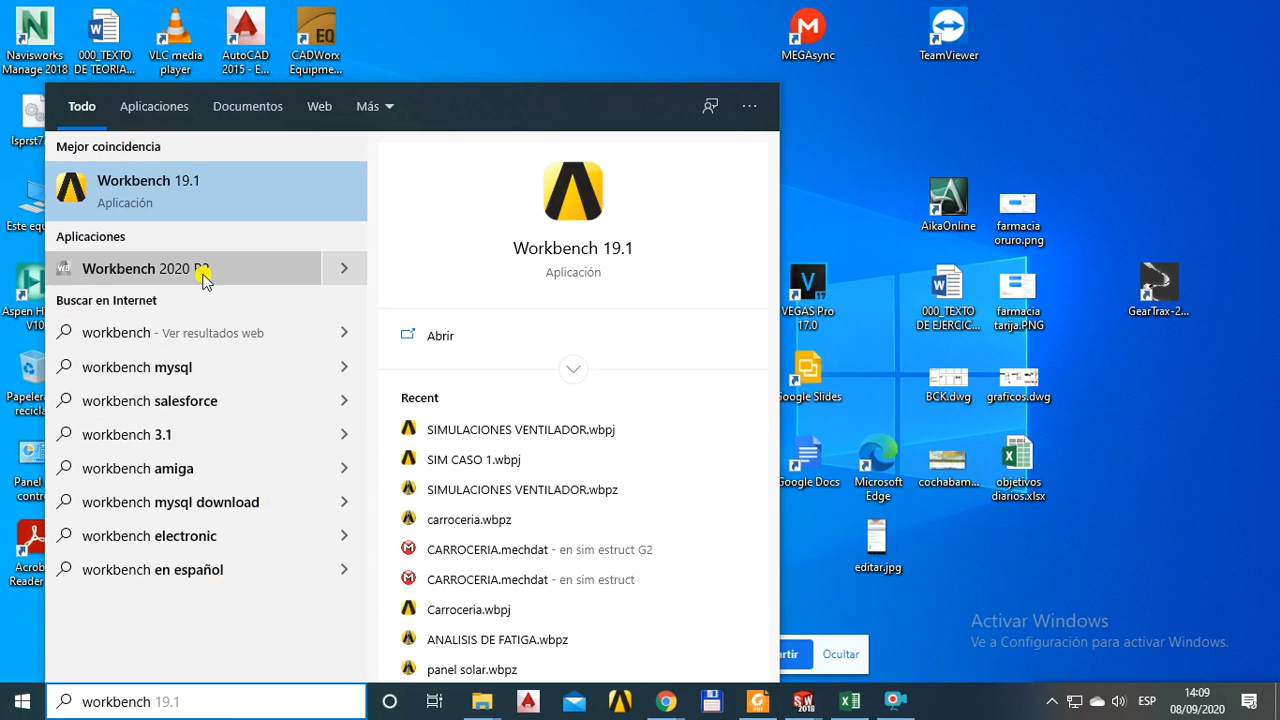 Navisworks
Manage 2018
000_TEXTO
DE TEORIA...
VLC media
player
AutoCAD
2015 - E...
CADWorx
Equipme...
MEGAsync
TeamViewer
Todo
Aplicaciones
Documentos
Web
Más
lsprst7
Mejor coincidencia
Workbench 19.1
Aplicación
Este equ
Aplicaciones
Workbench 2020
Buscar en Internet
workbench - Ver resultados web
workbench mysql
workbench salesforce
workbench 3.1
workbench amiga
workbench mysql download
workbench electronic
workbench en español
Workbench 19.1
Aplicación
Abrir
Recent
SIMULACIONES VENTILADOR.wbpj
SIM CASO 1.wbpj
SIMULACIONES VENTILADOR.wbpz
carroceria.wbpz
CARROCERIA.mechdat - en sim estruct G2
CARROCERIA.mechdat - en sim estruct
Carroceria.wbpj
ANALISIS DE FATIGA.wbpz
panel solar.wbpz
Aspen H
V10
Papelera
recicla
Panel
contr
Acrob
Reader
AikaOnline
farmacia
oruro.png
VEGAS Pro
17.0
000_TEXTO
DE EJERCIC...
farmacia
tarija.PNG
GearTrax-2...
Google Slides
BCK.dwg
graficos.dwg
Google Docs
Microsoft
Edge
cochabam...
objetivos
diarios.xlsx
editar.jpg
Activar Windows
Ve a Configuración para activar Windows.
rtir
Ocultar
workbench 19.1
ESP
14:09
08/09/2020